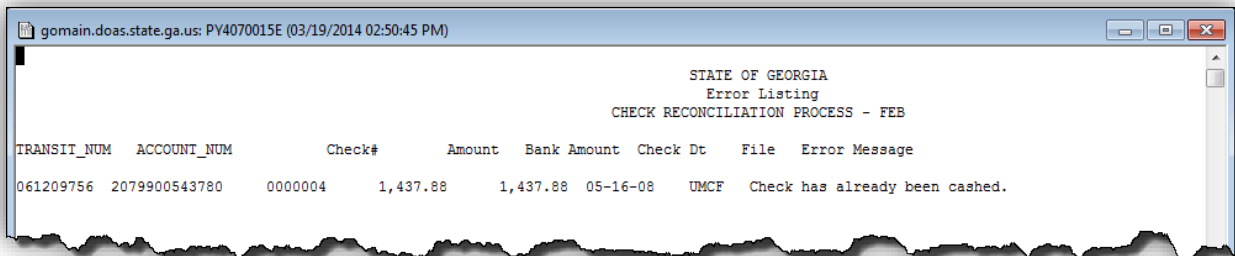 gomain.doas.state.ga.us: PY4070015E (03/19/2014 02:50:45 PM)
STATE OF GEORGIA
Error Listing
CHECK RECONCILIATION PROCESS - FEB
TRANSIT_NUM ACCOUNT_NUM Check# Amount Bank Amount Check Dt File Error Message
061209756 2079900543780 0000004 1,437.88 1,437.88 05-16-08 UMCF Check has already been cashed.